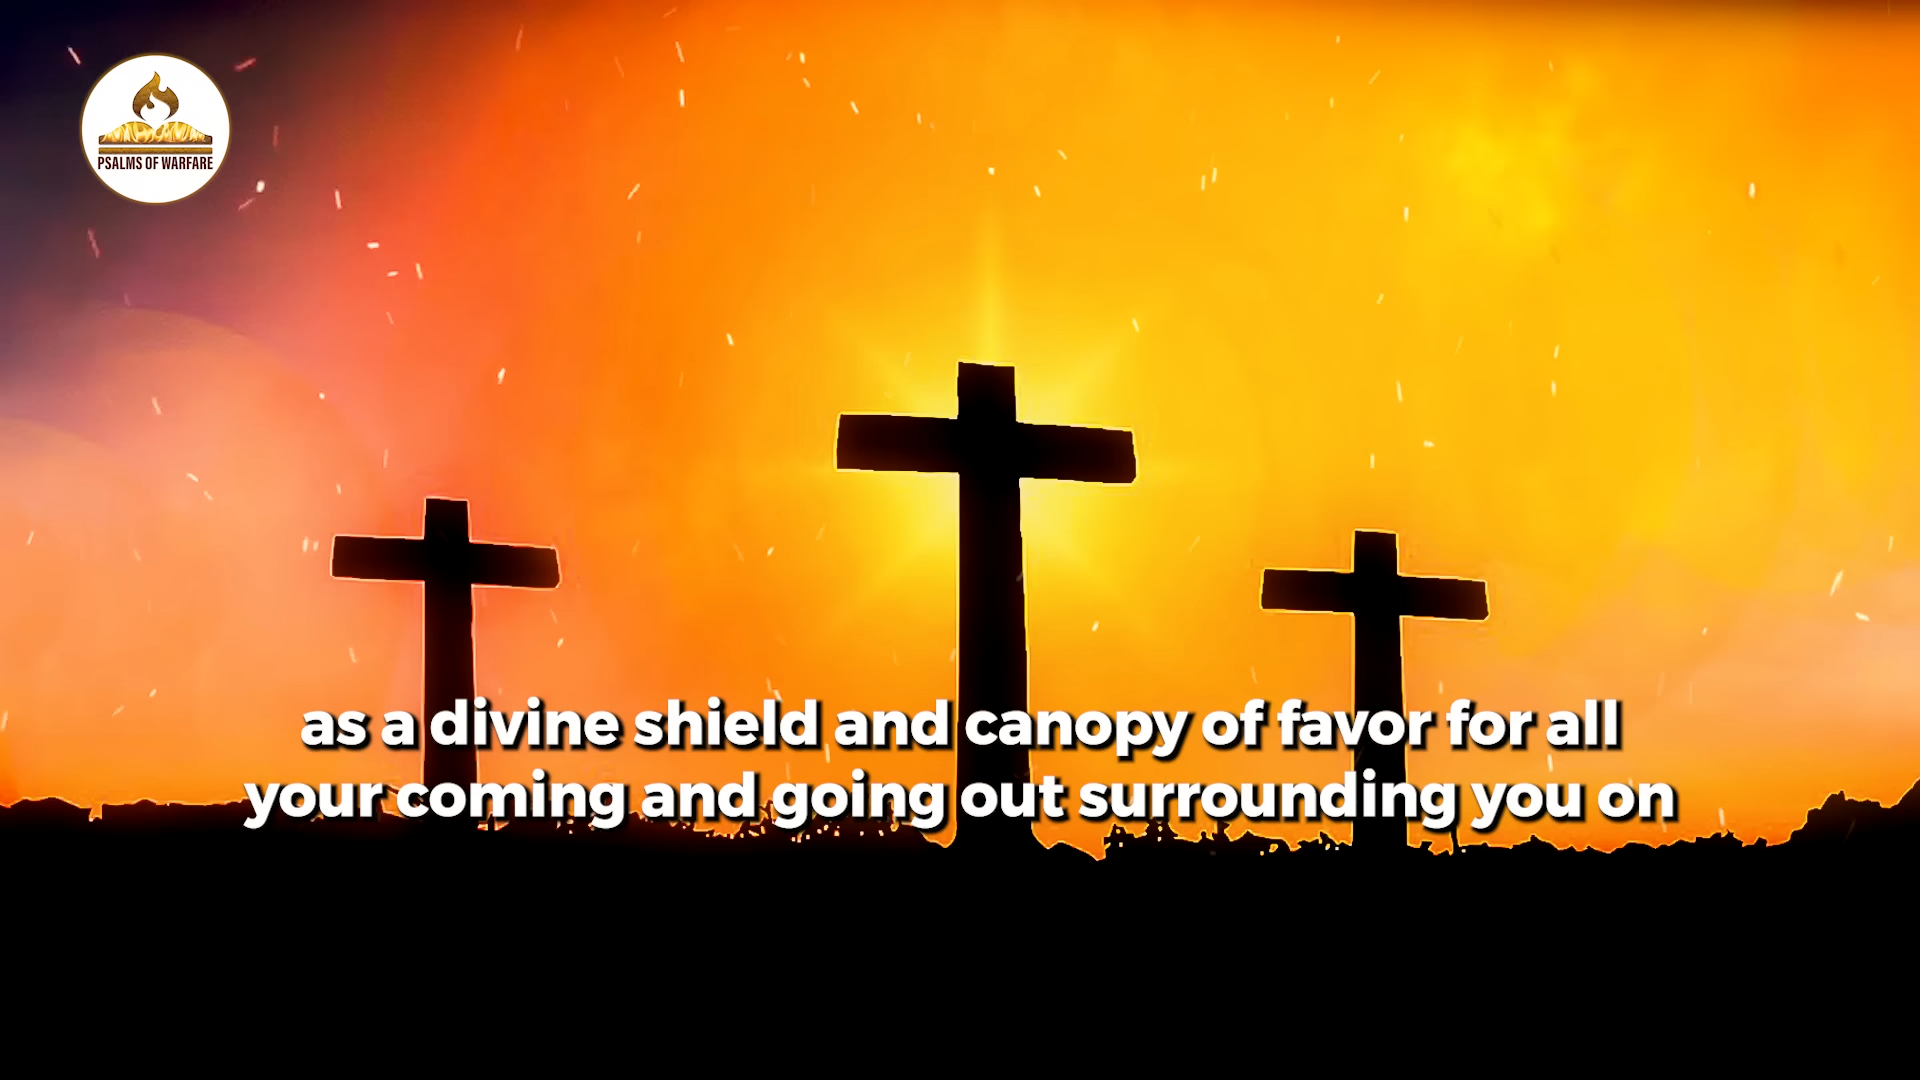 PSALMS OF WARFARE
as a divine shield and canopy of favor for all
your coming and going out surrounding you on